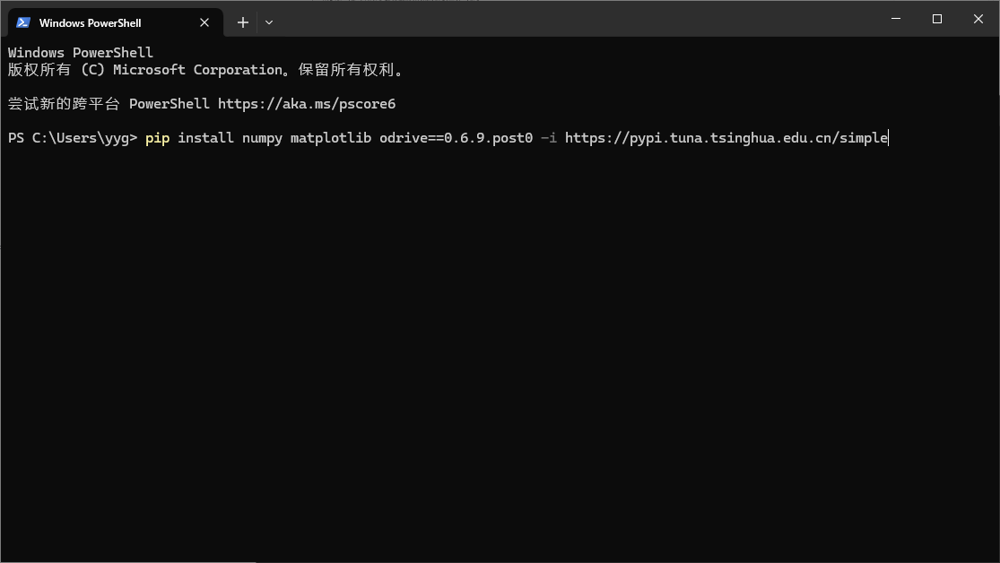 Windows PowerShell
Windows PowerShell
版权所有 (C) Microsoft Corporation。保留所有权利。
尝试新的跨平台 PowerShell https://aka.ms/pscore6
PS C:\Users\yyg> pip install numpy matplotlib odrive==0.6.9.post0 -i https://pypi.tuna.tsinghua.edu.cn/simple